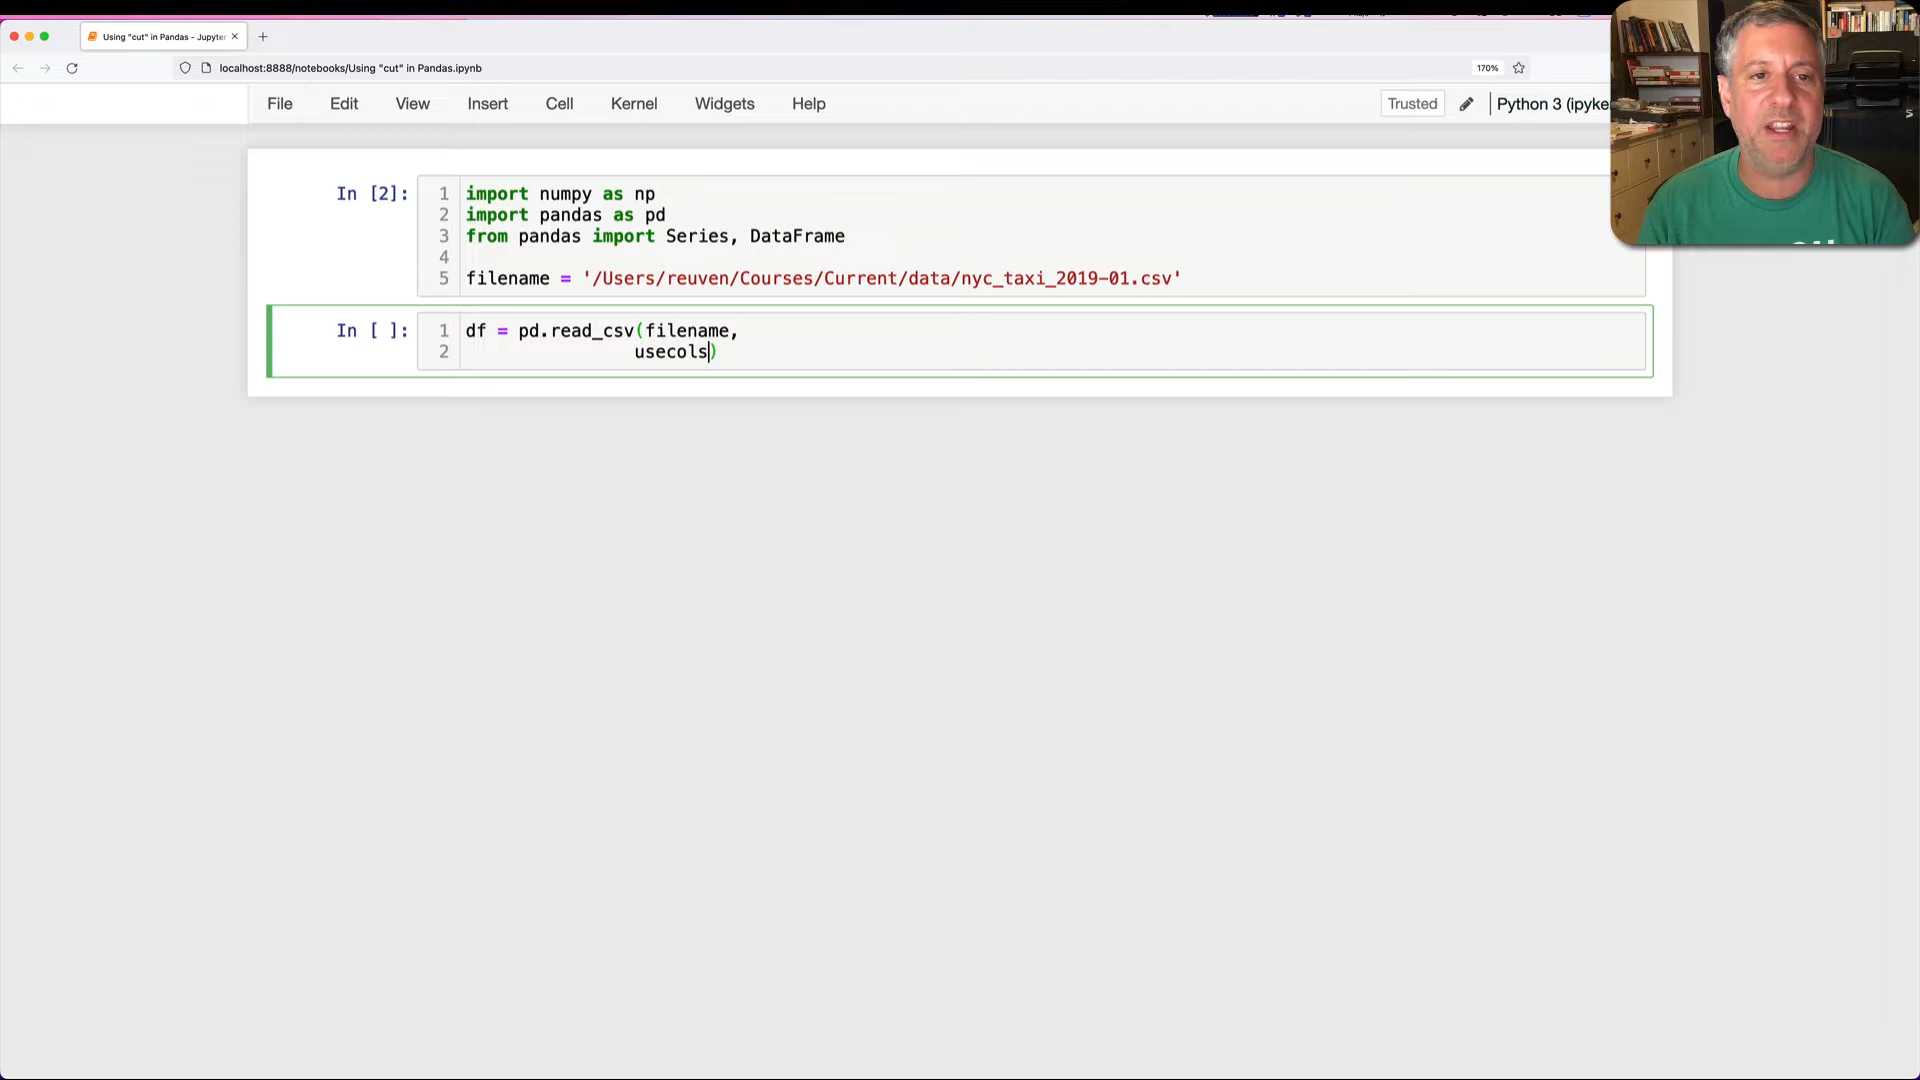 Using "cut" in Pandas - Jupyter
localhost:8888/notebooks/Using "cut" in Pandas.ipynb
170%
File Edit View Insert Cell Kernel Widgets Help
Trusted
Python 3 (ipyke
In [2]:
1 import numpy as np
2 import pandas as pd
3 from pandas import Series, DataFrame
4
5 filename = '/Users/reuven/Courses/Current/data/nyc_taxi_2019-01.csv'
In [ ]:
1 df = pd.read_csv(filename,
2 usecols)